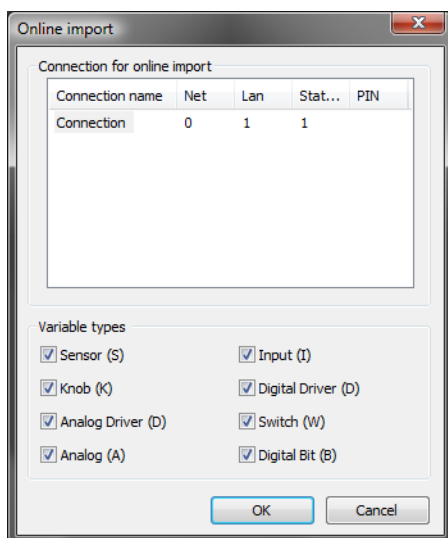 Online import
Connection for online import
Connection name Net Lan Stat... PIN
Connection 0 1 1
Variable types
Sensor (S) Input (I)
Knob (K) Digital Driver (D)
Analog Driver (D) Switch (W)
Analog (A) Digital Bit (B)
OK Cancel